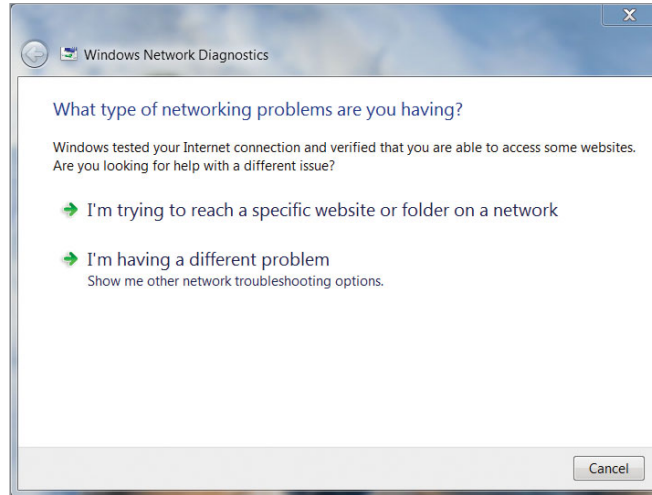 X
Windows Network Diagnostics
What type of networking problems are you having?
Windows tested your Internet connection and verified that you are able to access some websites.
Are you looking for help with a different issue?
I'm trying to reach a specific website or folder on a network
I'm having a different problem
Show me other network troubleshooting options.
Cancel